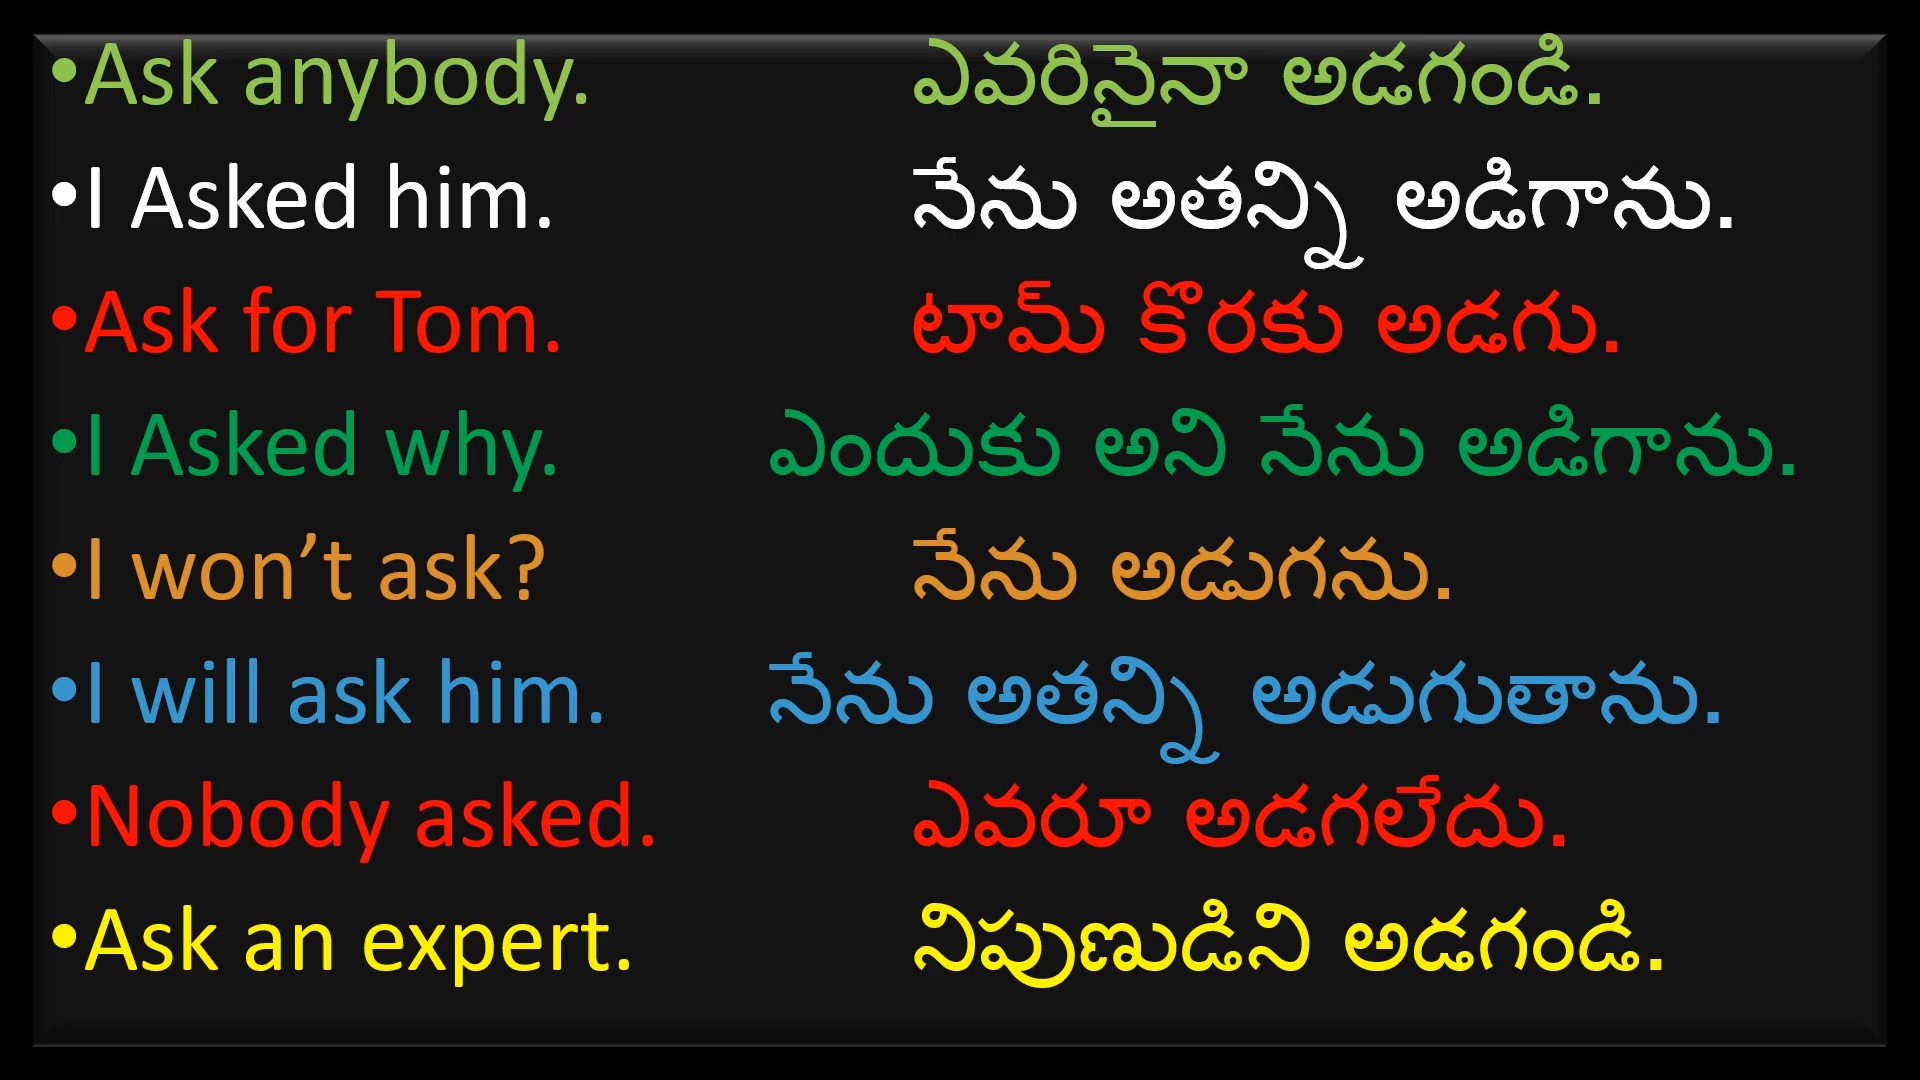 •Ask anybody. ఎవరినైనా అడగండి.
•I Asked him. నేను అతన్ని అడిగాను.
•Ask for Tom. టామ్ కొరకు అడగు.
•I Asked why. ఎందుకు అని నేను అడిగాను.
•I won’t ask? నేను అడుగను.
•I will ask him. నేను అతన్ని అడుగుతాను.
•Nobody asked. ఎవరూ అడగలేదు.
•Ask an expert. నిపుణుడిని అడగండి.